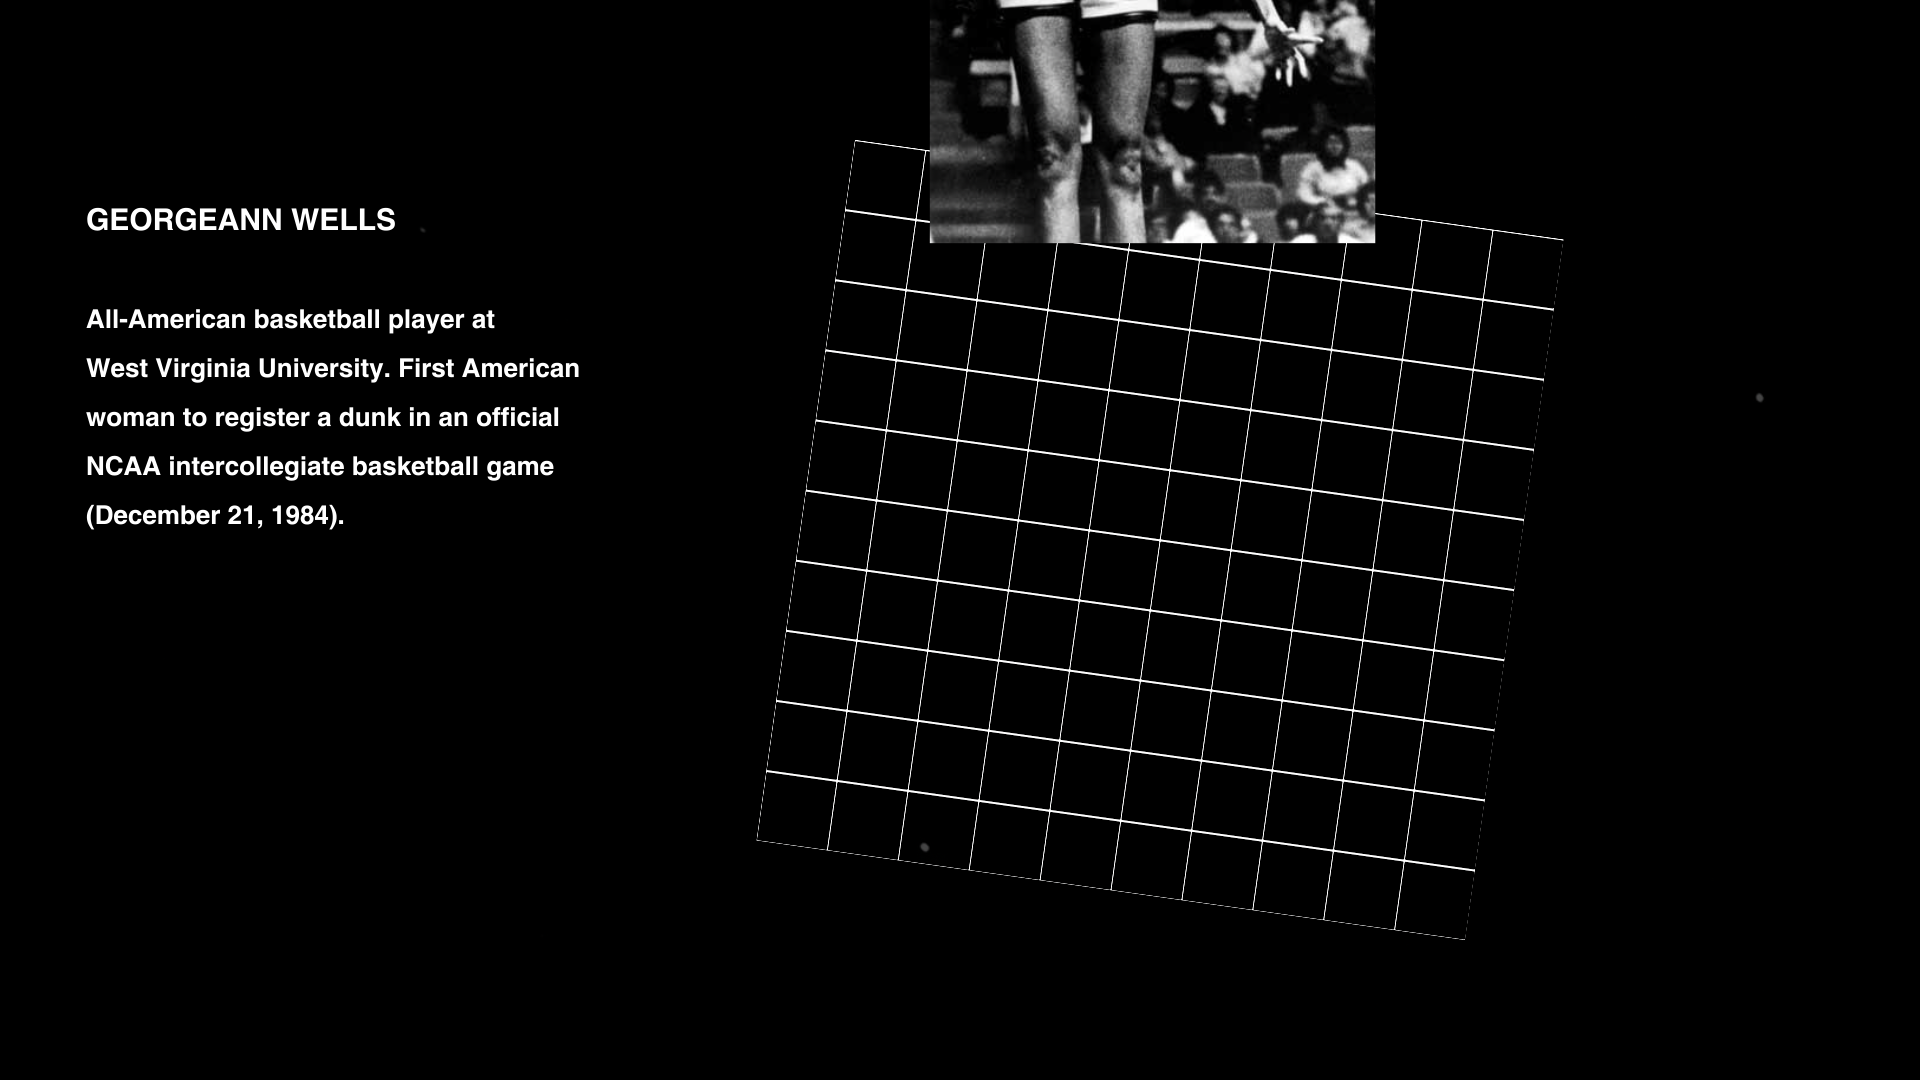 GEORGEANN WELLS
All-American basketball player at
West Virginia University. First American
woman to register a dunk in an official
NCAA intercollegiate basketball game
(December 21, 1984).